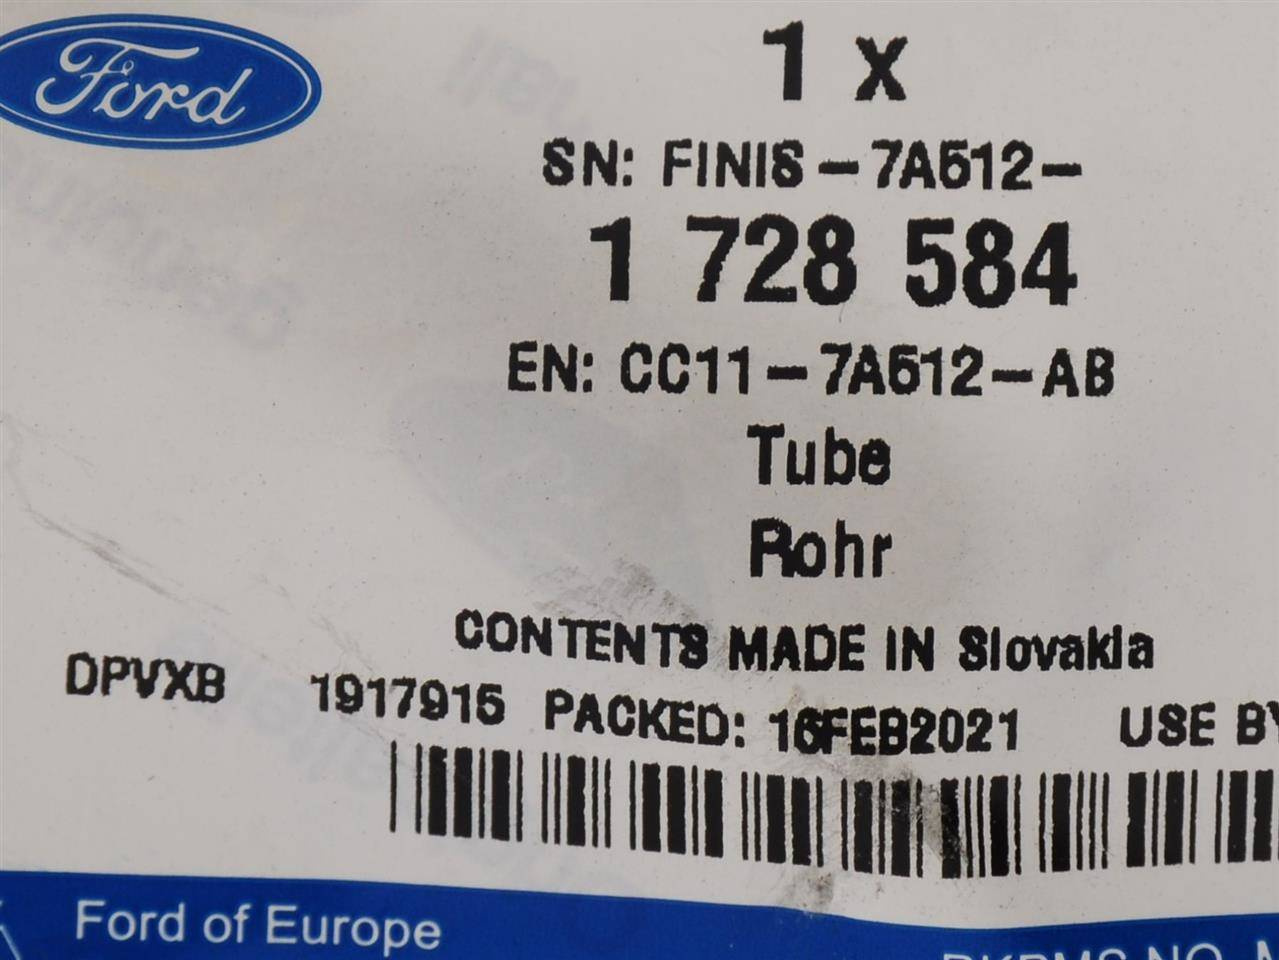 Ford
1 x
SN: FINIS-7A512-
1 728 584
EN: CC11-7A512-AB
Tube
Rohr
CONTENTS MADE IN Slovakia
DPVXB 1917915 PACKED: 16FEB2021 USE BY
Ford of Europe